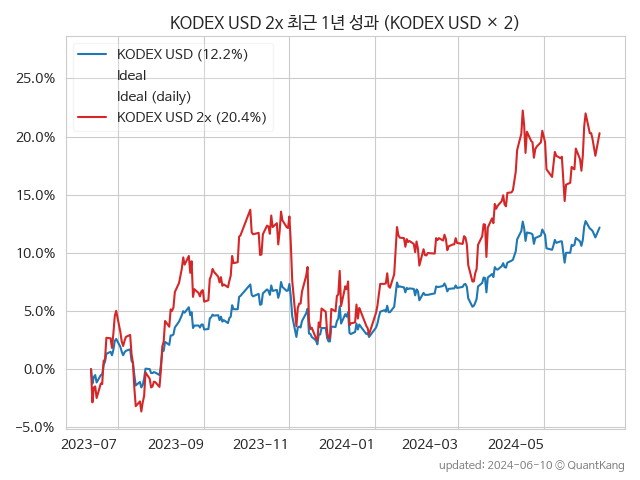 KODEX USD 2x 최근 1년 성과 (KODEX USD × 2)
KODEX USD (12.2%)
Ideal
Ideal (daily)
KODEX USD 2x (20.4%)
25.0%
20.0%
15.0%
10.0%
5.0%
0.0%
−5.0%
2023-07 2023-09 2023-11 2024-01 2024-03 2024-05
updated: 2024-06-10 © QuantKang